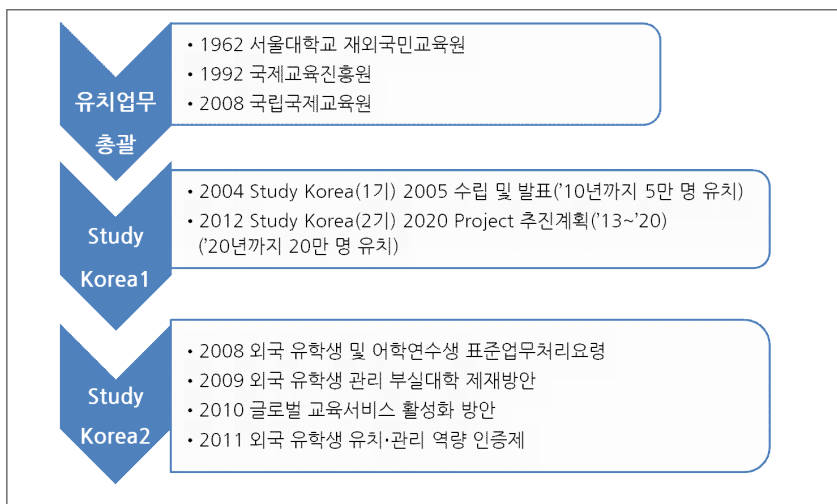 유치업무
총괄
• 1962 서울대학교 재외국민교육원
• 1992 국제교육진흥원
• 2008 국립국제교육원
Study
Korea1
• 2004 Study Korea(1기) 2005 수립 및 발표('10년까지 5만 명 유치)
• 2012 Study Korea(2기) 2020 Project 추진계획('13~'20)
('20년까지 20만 명 유치)
Study
Korea2
• 2008 외국 유학생 및 어학연수생 표준업무처리요령
• 2009 외국 유학생 관리 부실대학 제재방안
• 2010 글로벌 교육서비스 활성화 방안
• 2011 외국 유학생 유치·관리 역량 인증제